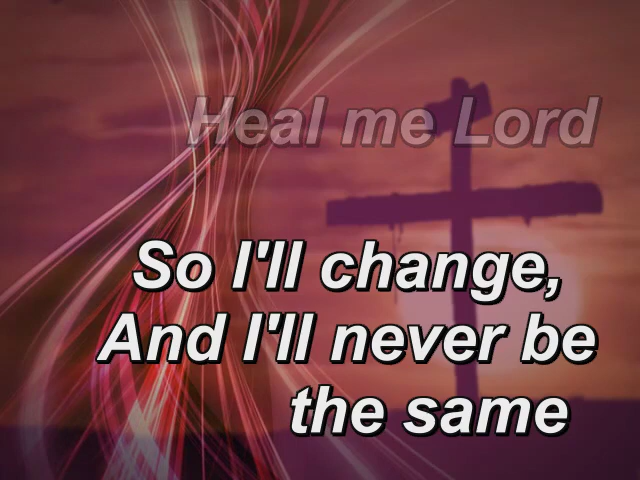 Heal me Lord
So I'll change,
And I'll never be
the same